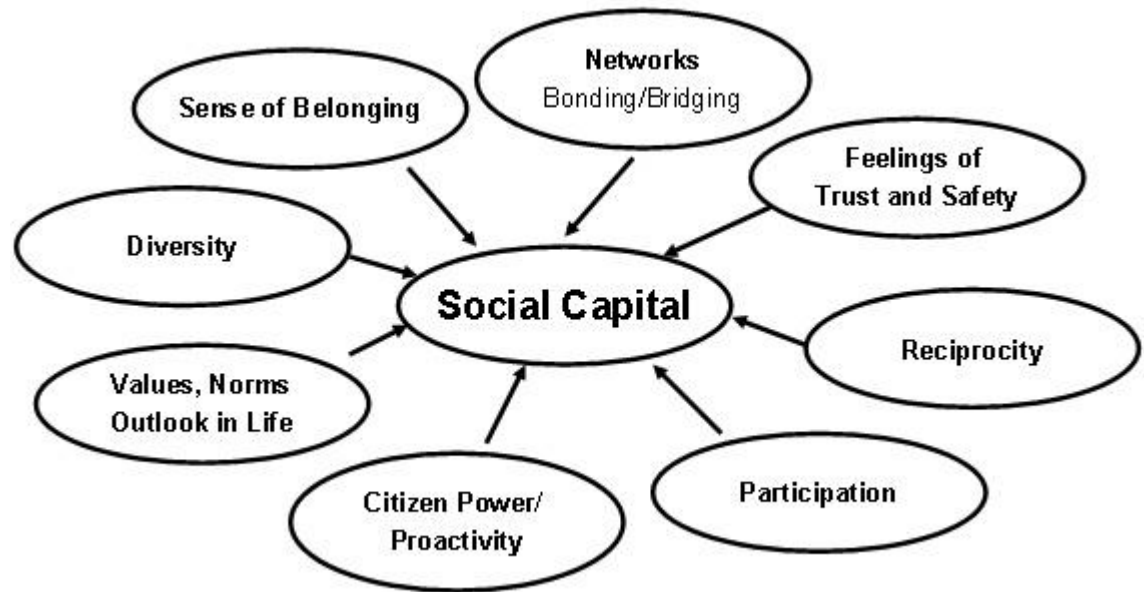 Networks
Bonding/Bridging
Sense of Belonging
Feelings of
Trust and Safety
Diversity
Social Capital
Reciprocity
Values, Norms
Outlook in Life
Participation
Citizen Power/
Proactivity